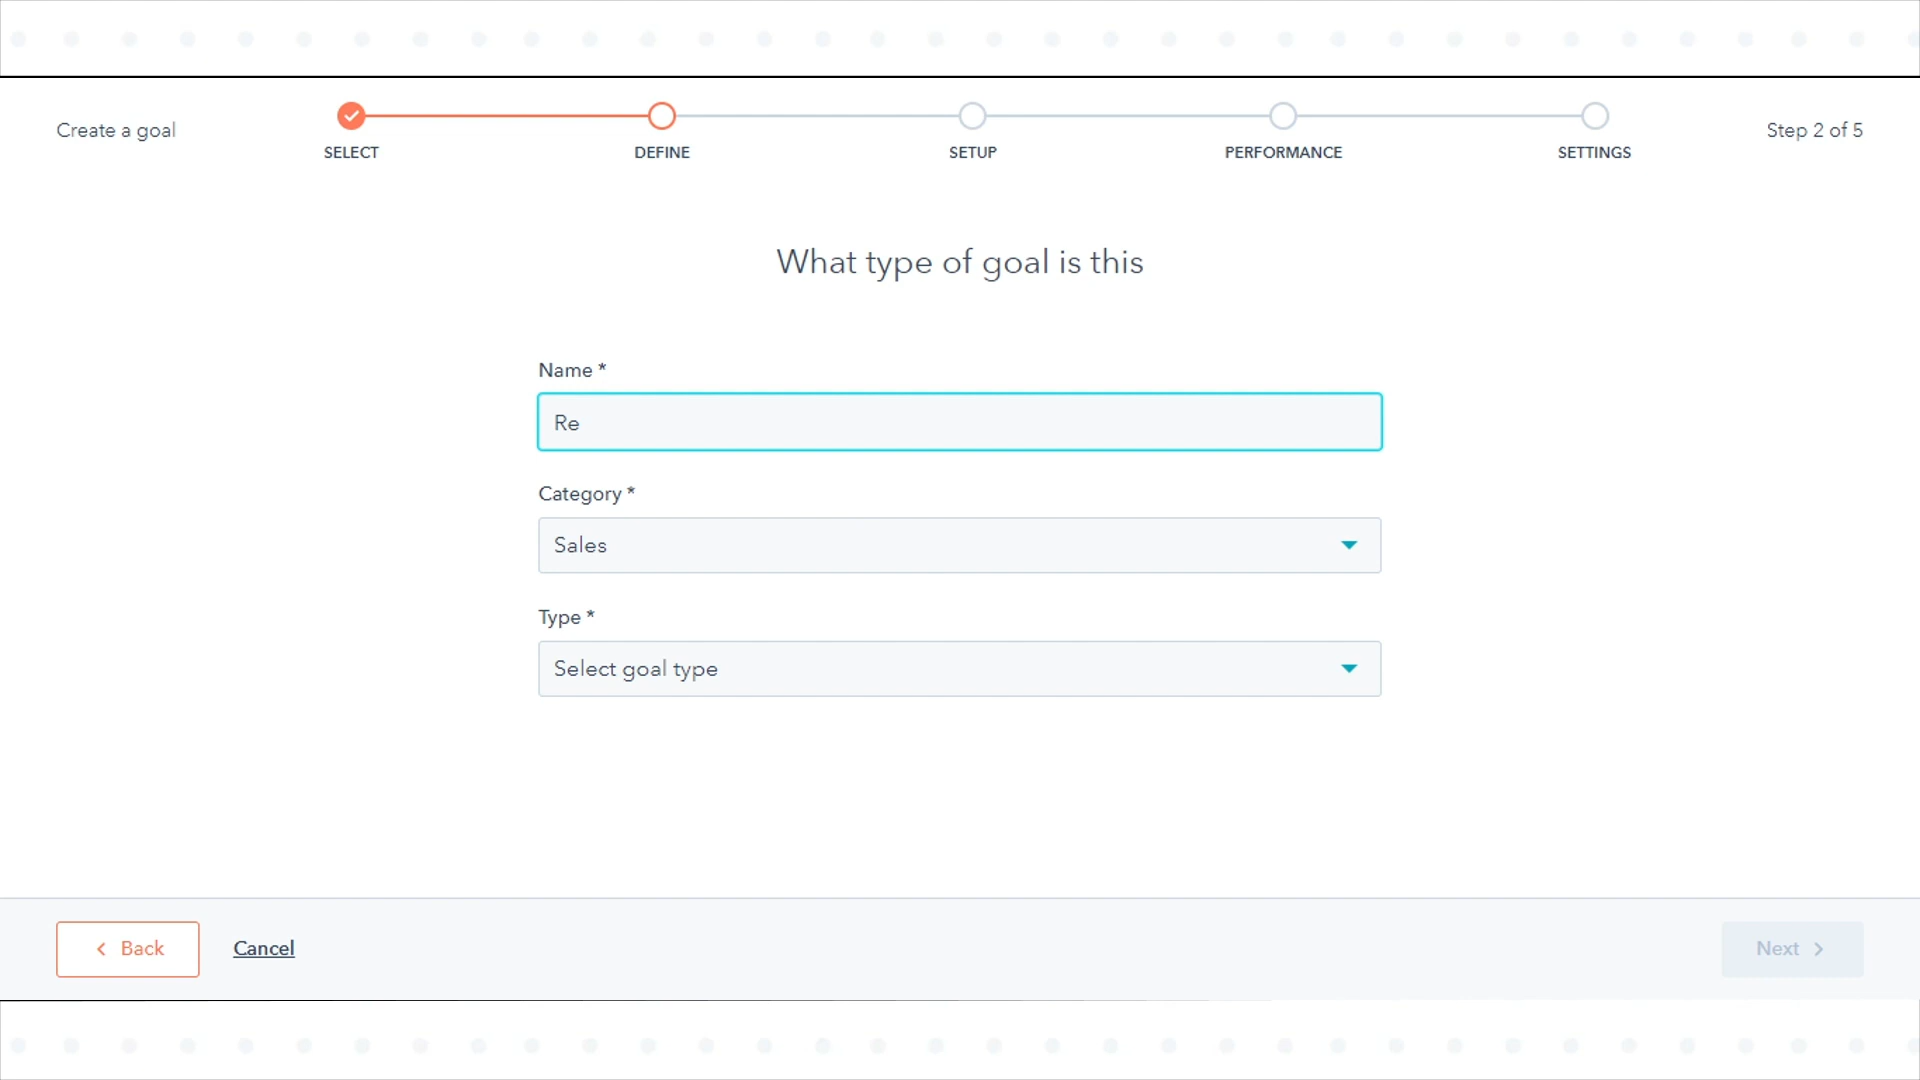 Create a goal
SELECT
DEFINE
SETUP
PERFORMANCE
SETTINGS
Step 2 of 5
What type of goal is this
Name *
Re
Category *
Sales
Type *
Select goal type
Back
Cancel
Next